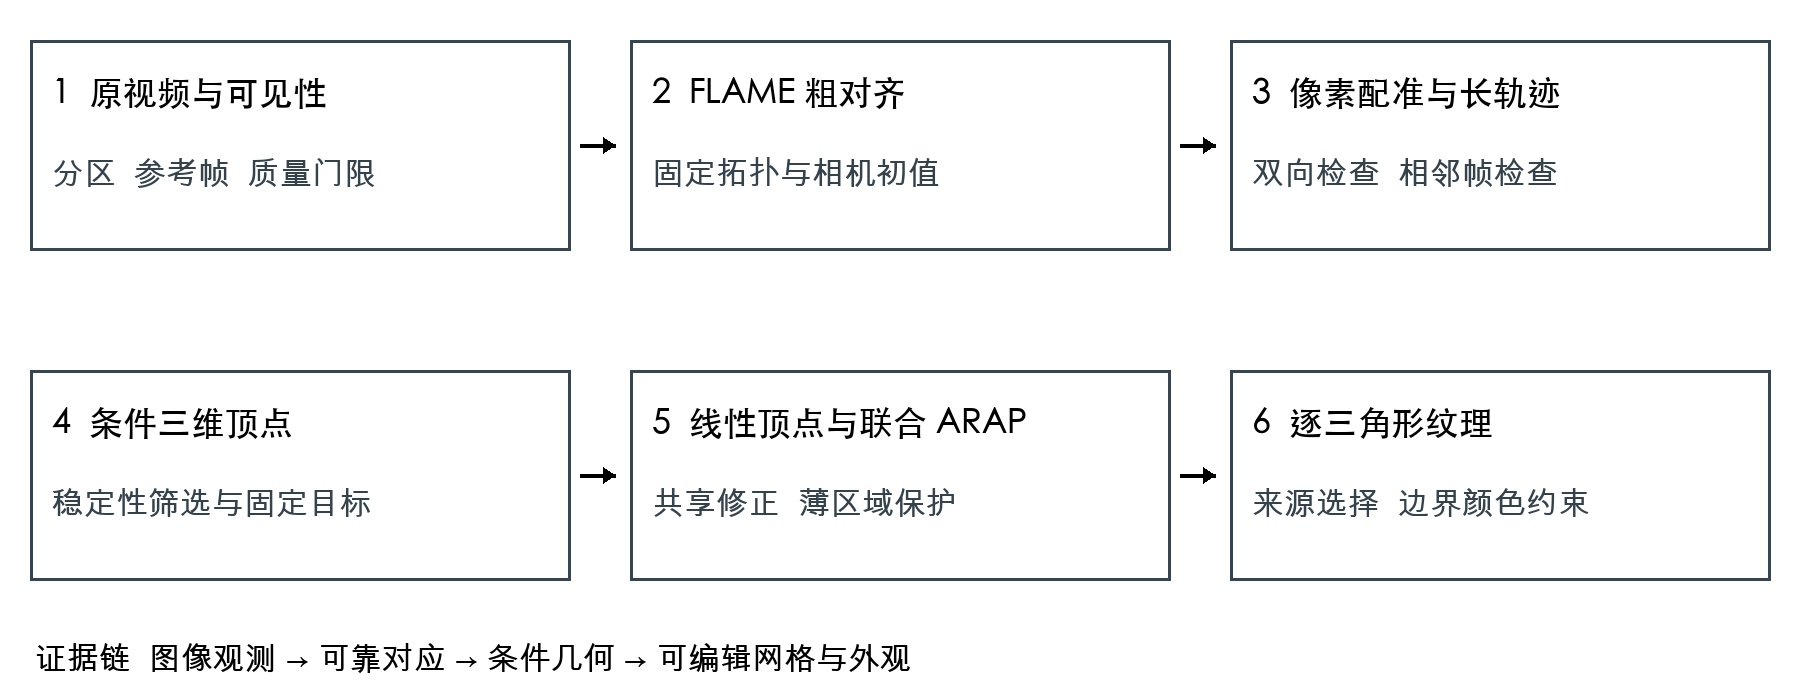 1 原视频与可见性
分区 参考帧 质量门限
2 FLAME 粗对齐
固定拓扑与相机初值
3 像素配准与长轨迹
双向检查 相邻帧检查
4 条件三维顶点
稳定性筛选与固定目标
5 线性顶点与联合 ARAP
共享修正 薄区域保护
6 逐三角形纹理
来源选择 边界颜色约束
证据链 图像观测 → 可靠对应 → 条件几何 → 可编辑网格与外观